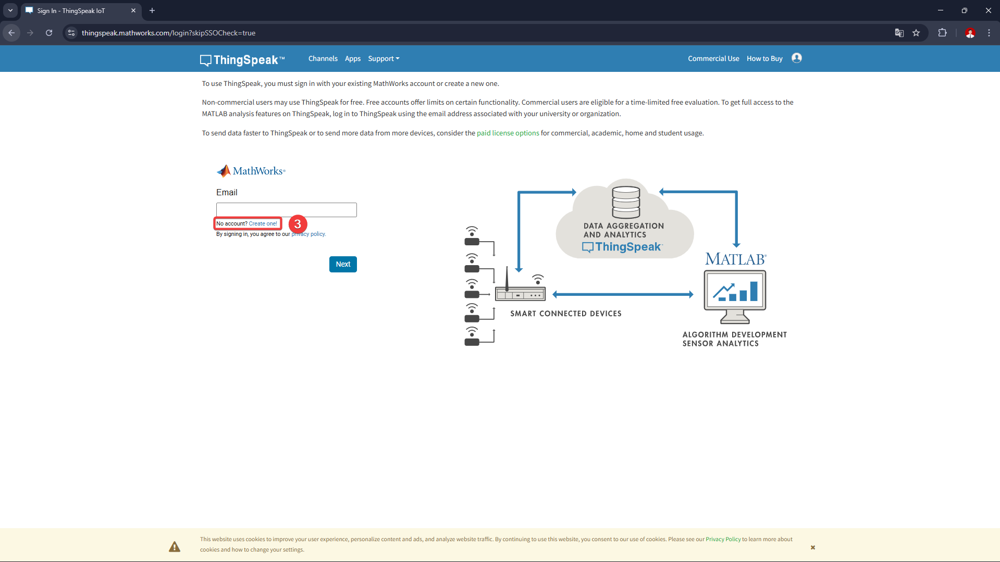 Sign In - ThingSpeak IoT
thingspeak.mathworks.com/login?skipSSOCheck=true
ThingSpeak™
Channels
Apps
Support
Commercial Use
How to Buy
To use ThingSpeak, you must sign in with your existing MathWorks account or create a new one.
Non-commercial users may use ThingSpeak for free. Free accounts offer limits on certain functionality. Commercial users are eligible for a time-limited free evaluation. To get full access to the
MATLAB analysis features on ThingSpeak, log in to ThingSpeak using the email address associated with your university or organization.
To send data faster to ThingSpeak or to send more data from more devices, consider the paid license options for commercial, academic, home and student usage.
MathWorks®
Email
No account? Create one!
3
By signing in, you agree to our privacy policy.
Next
DATA AGGREGATION
AND ANALYTICS
ThingSpeak™
MATLAB®
SMART CONNECTED DEVICES
ALGORITHM DEVELOPMENT
SENSOR ANALYTICS
This website uses cookies to improve your user experience, personalize content and ads, and analyze website traffic. By continuing to use this website, you consent to our use of cookies. Please see our Privacy Policy to learn more about
cookies and how to change your settings.